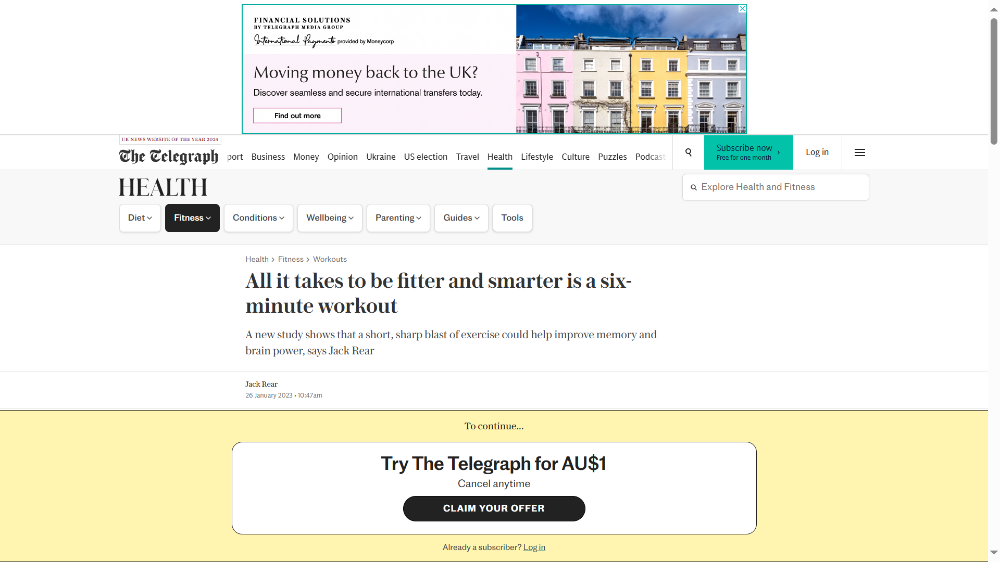 FINANCIAL SOLUTIONS
BY TELEGRAPH MEDIA GROUP
International Payments provided by Moneycorp
Moving money back to the UK?
Discover seamless and secure international transfers today.
Find out more
UK NEWS WEBSITE OF THE YEAR 2024
The Telegraph
port Business Money Opinion Ukraine US election Travel Health Lifestyle Culture Puzzles Podcast
Subscribe now
Free for one month
Log in
HEALTH
Explore Health and Fitness
Diet Fitness Conditions Wellbeing Parenting Guides Tools
Health > Fitness > Workouts
All it takes to be fitter and smarter is a six-
minute workout
A new study shows that a short, sharp blast of exercise could help improve memory and
brain power, says Jack Rear
Jack Rear
26 January 2023 • 10:47am
To continue...
Try The Telegraph for AU$1
Cancel anytime
CLAIM YOUR OFFER
Already a subscriber? Log in